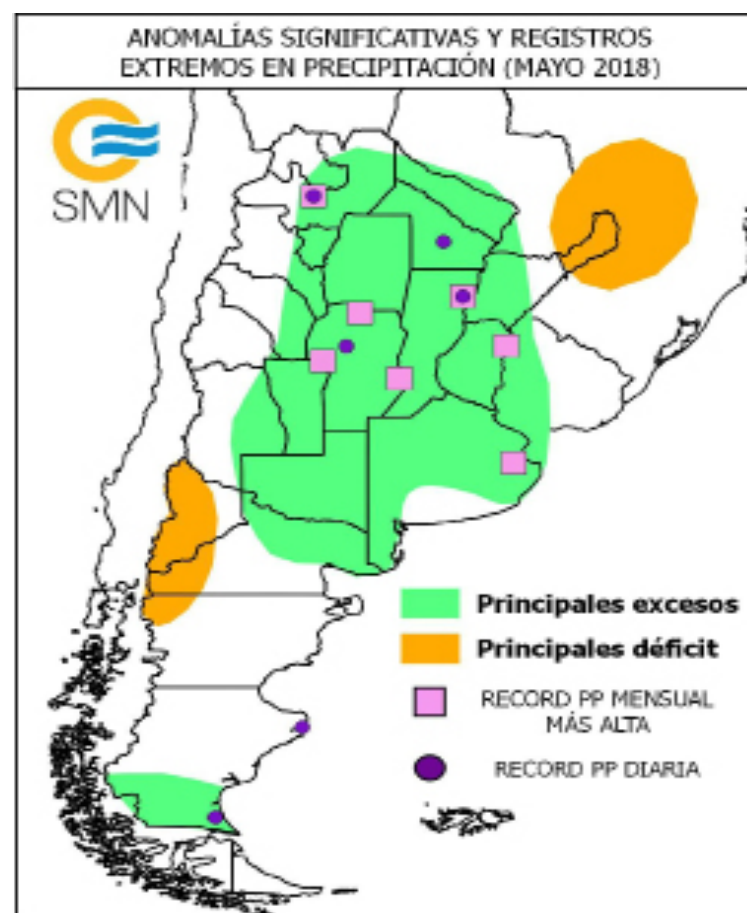 ANOMALÍAS SIGNIFICATIVAS Y REGISTROS
EXTREMOS EN PRECIPITACIÓN (MAYO 2018)
SMN
Principales excesos
Principales déficit
RECORD PP MENSUAL
MÁS ALTA
RECORD PP DIARIA